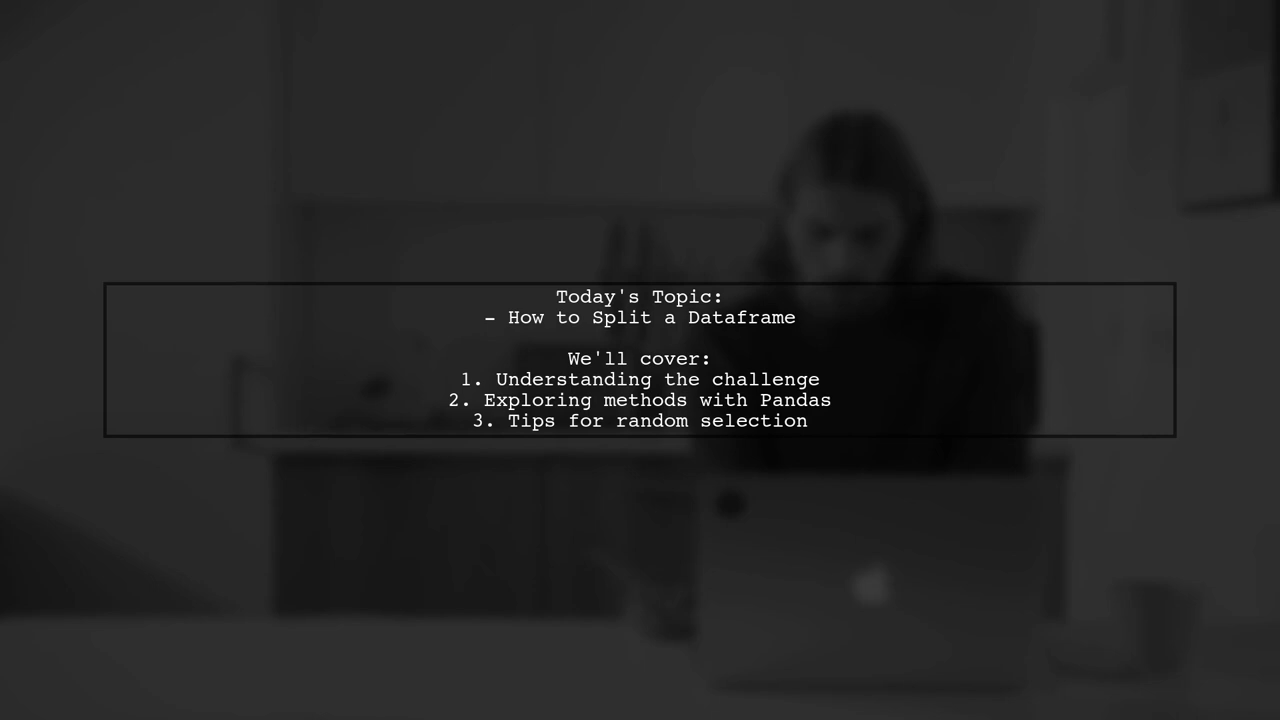 Today's Topic:
- How to Split a Dataframe
We'll cover:
1. Understanding the challenge
2. Exploring methods with Pandas
3. Tips for random selection